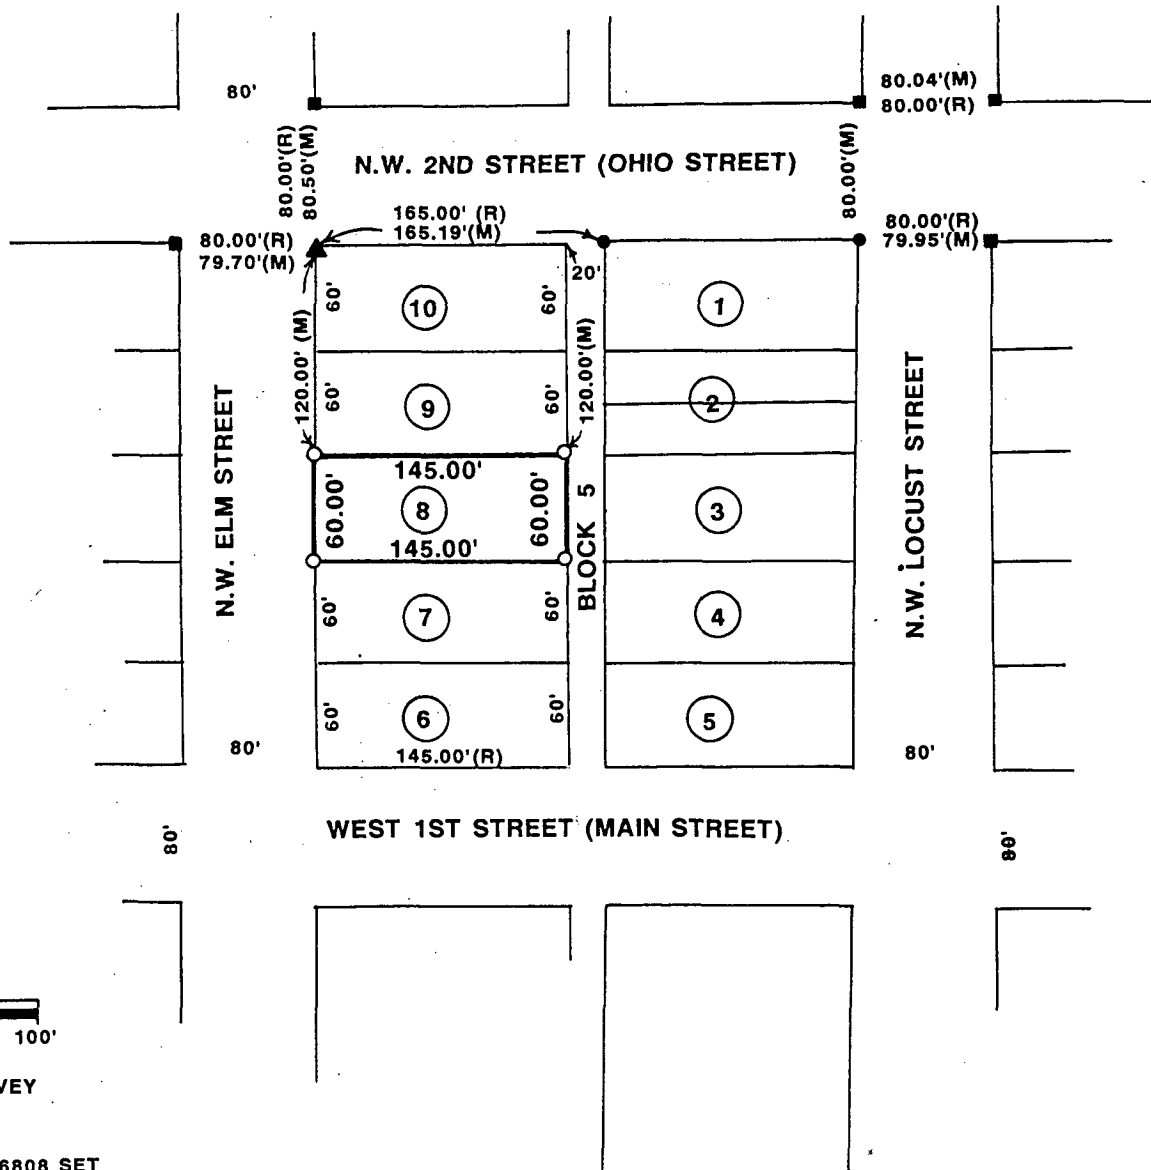 80'
80.04'(M)
80.00'(R)
80.00'(R)
80.50'(M)
N.W. 2ND STREET (OHIO STREET)
80.00'(M)
165.00' (R)
165.19'(M)
80.00'(R)
79.70'(M)
80.00'(R)
79.95'(M)
20'
60'
10
60'
1
120.00' (M)
120.00'(M)
60'
9
60'
2
N.W. ELM STREET
145.00'
60.00'
8
60.00'
145.00'
BLOCK 5
3
N.W. LOCUST STREET
60'
7
60'
4
60'
6
60'
5
145.00'(R)
80'
80'
WEST 1ST STREET (MAIN STREET)
80'
80'
100'
VEY
6808 SET